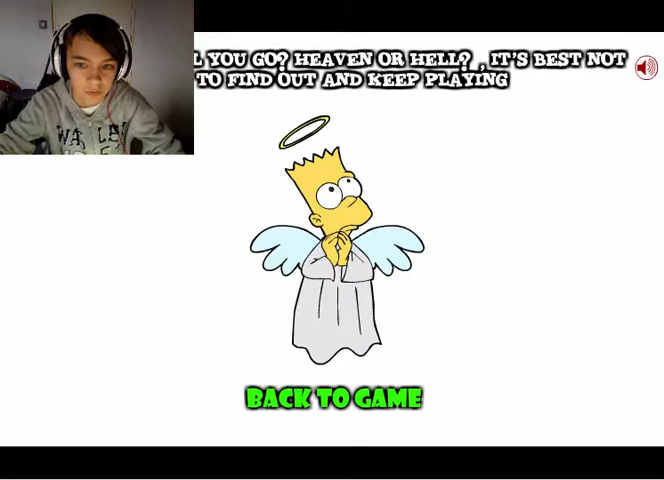 YOU GO? HEAVEN OR HELL? , IT'S BEST NOT
TO FIND OUT AND KEEP PLAYING
BACK TO GAME